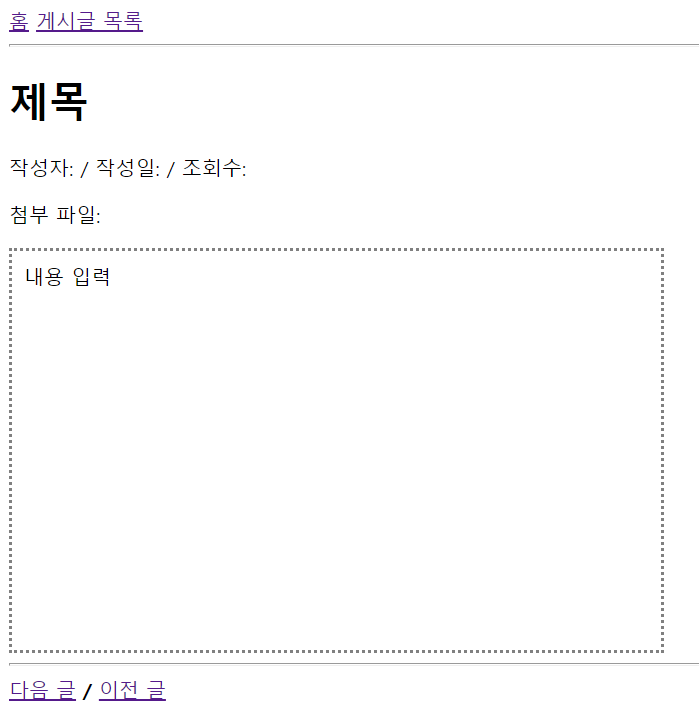 홈 게시글 목록
제목
작성자: / 작성일: / 조회수:
첨부 파일:
내용 입력
다음 글 / 이전 글